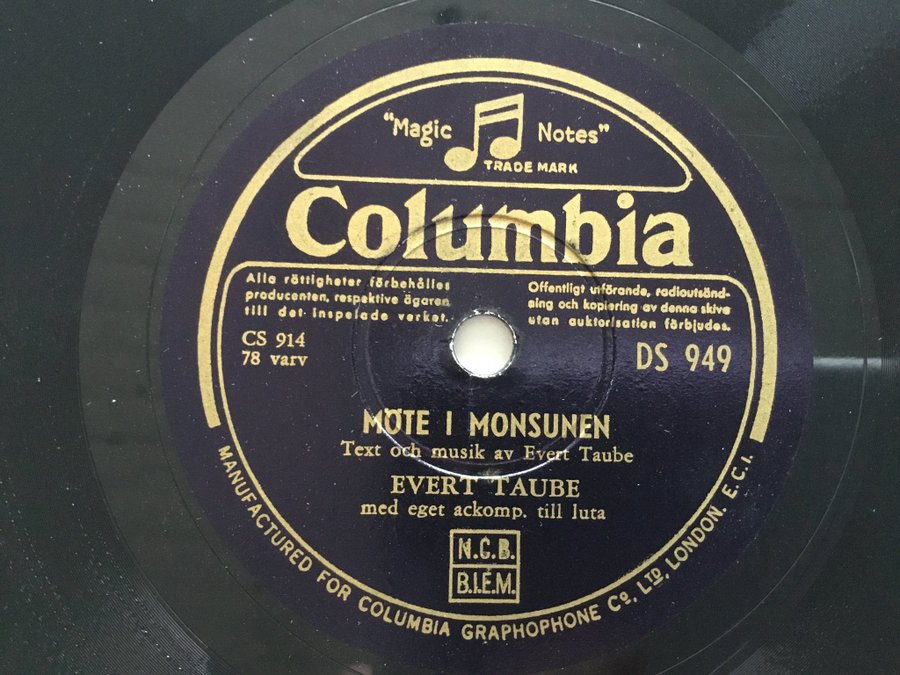 "Magic Notes"
TRADE MARK
Columbia
Alla rättigheter förbehålles
producenten, respektive ägaren
till det inspelade verket.
Offentligt utförande, radioutsänd-
ning och kopiering av denna skiva
utan auktorisation förbjudes.
CS 914
78 varv
DS 949
MÖTE I MONSUNEN
Text och musik av Evert Taube
EVERT TAUBE
med eget ackomp. till luta
N.C.B.
B.I.E.M.
MANUFACTURED FOR COLUMBIA GRAPHOPHONE Co. LTD, LONDON. E.C.I.